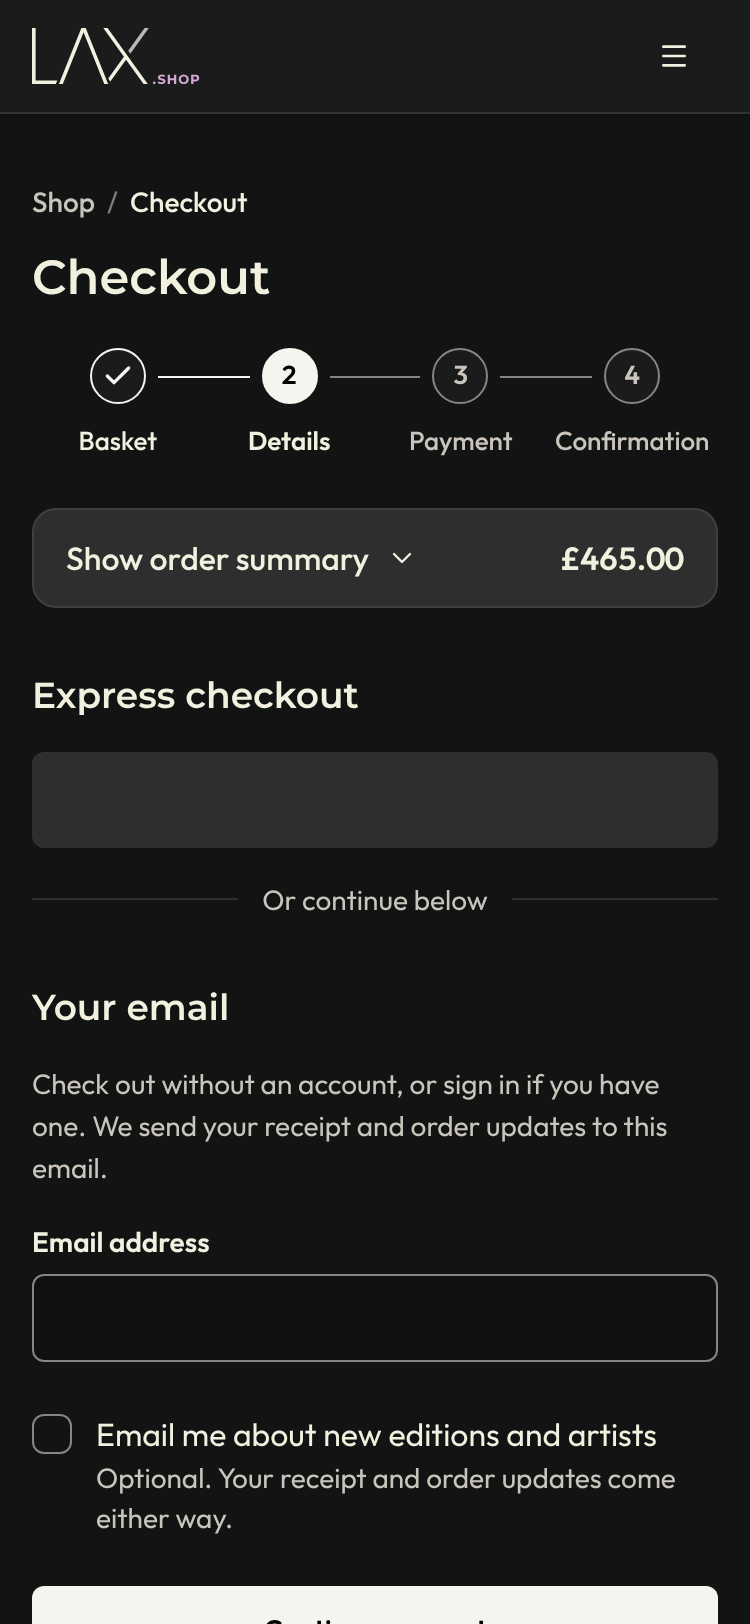 LAX.SHOP
Shop / Checkout
Checkout
2 3 4
Basket Details Payment Confirmation
Show order summary £465.00
Express checkout
Or continue below
Your email
Check out without an account, or sign in if you have
one. We send your receipt and order updates to this
email.
Email address
Email me about new editions and artists
Optional. Your receipt and order updates come
either way.